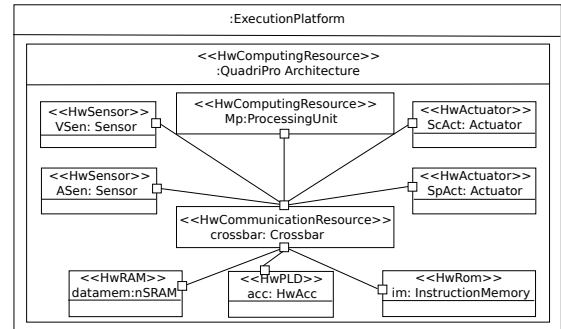 :ExecutionPlatform
<<HwComputingResource>>
:QuadriPro Architecture
<<HwSensor>>
VSen: Sensor
<<HwComputingResource>>
Mp:ProcessingUnit
<<HwActuator>>
ScAct: Actuator
<<HwSensor>>
ASen: Sensor
<<HwActuator>>
SpAct: Actuator
<<HwCommunicationResource>>
crossbar: Crossbar
<<HwRAM>>
datamem:nSRAM
<<HwPLD>>
acc: HwAcc
<<HwRom>>
im: InstructionMemory